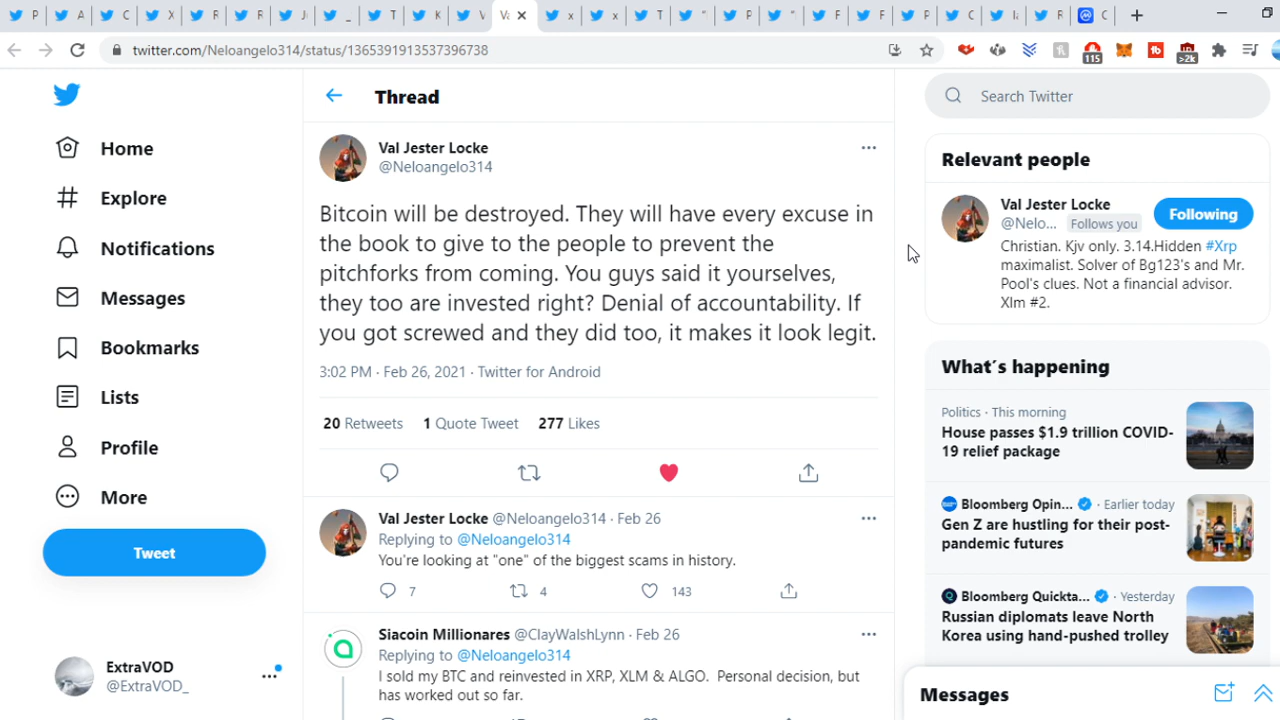 twitter.com/Neloangelo314/status/1365391913537396738
115
>2k
Home
Explore
Notifications
Messages
Bookmarks
Lists
Profile
More
Tweet
ExtraVOD
@ExtraVOD_
Thread
Val Jester Locke
@Neloangelo314
Bitcoin will be destroyed. They will have every excuse in
the book to give to the people to prevent the
pitchforks from coming. You guys said it yourselves,
they too are invested right? Denial of accountability. If
you got screwed and they did too, it makes it look legit.
3:02 PM · Feb 26, 2021 · Twitter for Android
20 Retweets 1 Quote Tweet 277 Likes
Val Jester Locke @Neloangelo314 · Feb 26
Replying to @Neloangelo314
You're looking at "one" of the biggest scams in history.
7 4 143
Siacoin Millionares @ClayWalshLynn · Feb 26
Replying to @Neloangelo314
I sold my BTC and reinvested in XRP, XLM & ALGO. Personal decision, but
has worked out so far.
Search Twitter
Relevant people
Val Jester Locke
@Nelo... Follows you
Following
Christian. Kjv only. 3.14.Hidden #Xrp
maximalist. Solver of Bg123's and Mr.
Pool's clues. Not a financial advisor.
Xlm #2.
What's happening
Politics · This morning
House passes $1.9 trillion COVID-
19 relief package
Bloomberg Opin... · Earlier today
Gen Z are hustling for their post-
pandemic futures
Bloomberg Quickta... · Yesterday
Russian diplomats leave North
Korea using hand-pushed trolley
Messages